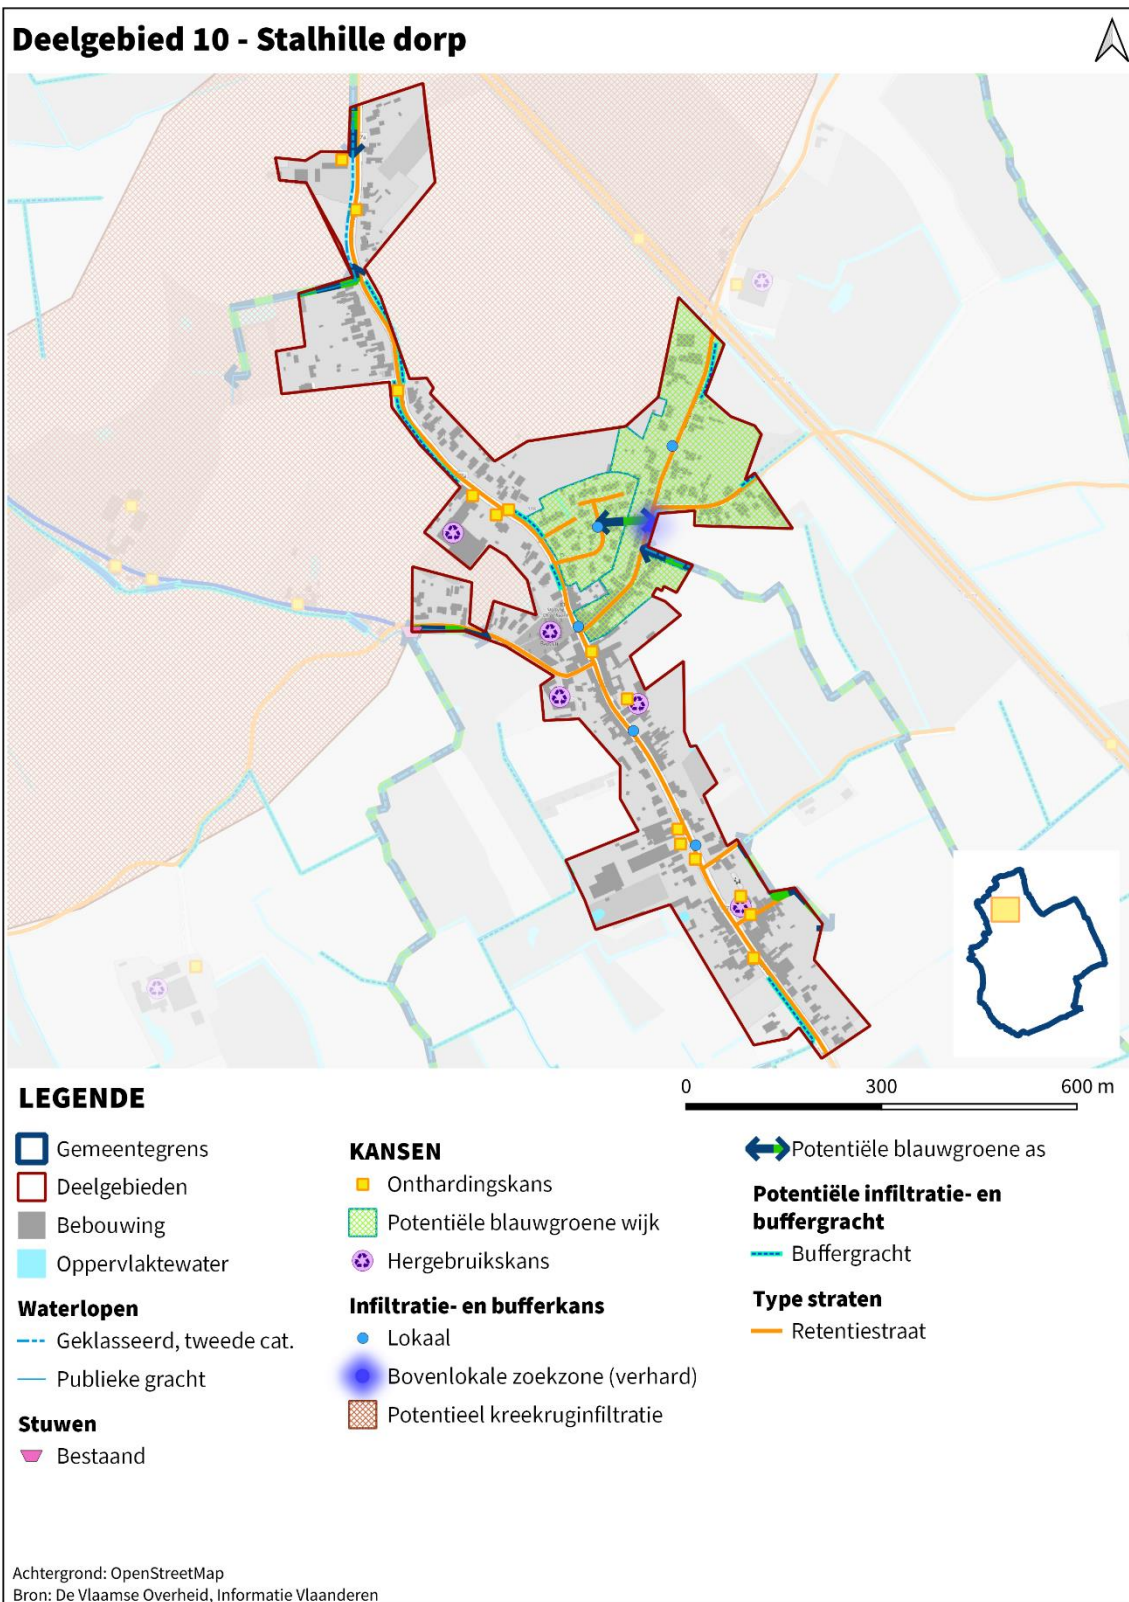 Deelgebied 10 - Stalhille dorp
LEGENDE
Gemeentegrens
Deelgebieden
Bebouwing
Oppervlaktewater
Waterlopen
Geklasseerd, tweede cat.
Publieke gracht
Stuwen
Bestaand
KANSEN
Onthardingskans
Potentiële blauwgroene wijk
Hergebruikskans
Infiltratie- en bufferkans
Lokaal
Bovenlokale zoekzone (verhard)
Potentieel kreekruginfiltratie
0 300 600 m
Potentiële blauwgroene as
Potentiële infiltratie- en
buffergracht
Buffergracht
Type straten
Retentiestraat
Achtergrond: OpenStreetMap
Bron: De Vlaamse Overheid, Informatie Vlaanderen